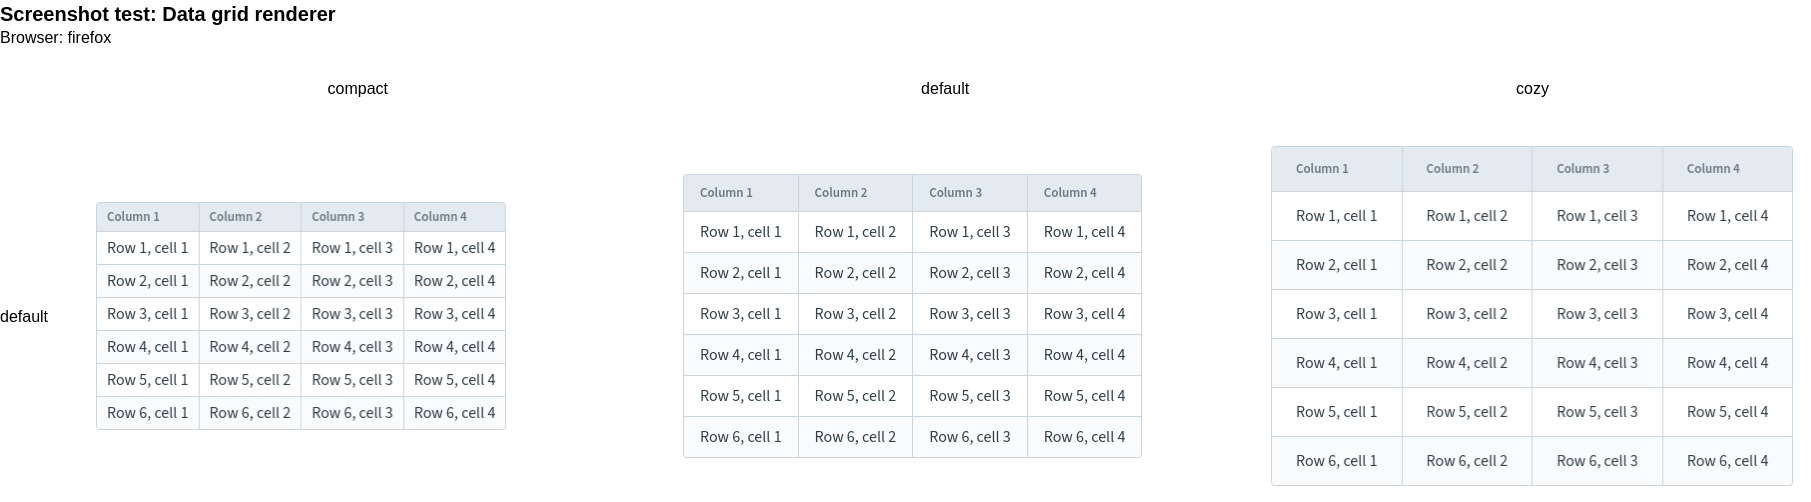 Screenshot test: Data grid renderer
Browser: firefox
compact default cozy
default
Column 1 Column 2 Column 3 Column 4
Row 1, cell 1 Row 1, cell 2 Row 1, cell 3 Row 1, cell 4
Row 2, cell 1 Row 2, cell 2 Row 2, cell 3 Row 2, cell 4
Row 3, cell 1 Row 3, cell 2 Row 3, cell 3 Row 3, cell 4
Row 4, cell 1 Row 4, cell 2 Row 4, cell 3 Row 4, cell 4
Row 5, cell 1 Row 5, cell 2 Row 5, cell 3 Row 5, cell 4
Row 6, cell 1 Row 6, cell 2 Row 6, cell 3 Row 6, cell 4
Column 1 Column 2 Column 3 Column 4
Row 1, cell 1 Row 1, cell 2 Row 1, cell 3 Row 1, cell 4
Row 2, cell 1 Row 2, cell 2 Row 2, cell 3 Row 2, cell 4
Row 3, cell 1 Row 3, cell 2 Row 3, cell 3 Row 3, cell 4
Row 4, cell 1 Row 4, cell 2 Row 4, cell 3 Row 4, cell 4
Row 5, cell 1 Row 5, cell 2 Row 5, cell 3 Row 5, cell 4
Row 6, cell 1 Row 6, cell 2 Row 6, cell 3 Row 6, cell 4
Column 1 Column 2 Column 3 Column 4
Row 1, cell 1 Row 1, cell 2 Row 1, cell 3 Row 1, cell 4
Row 2, cell 1 Row 2, cell 2 Row 2, cell 3 Row 2, cell 4
Row 3, cell 1 Row 3, cell 2 Row 3, cell 3 Row 3, cell 4
Row 4, cell 1 Row 4, cell 2 Row 4, cell 3 Row 4, cell 4
Row 5, cell 1 Row 5, cell 2 Row 5, cell 3 Row 5, cell 4
Row 6, cell 1 Row 6, cell 2 Row 6, cell 3 Row 6, cell 4